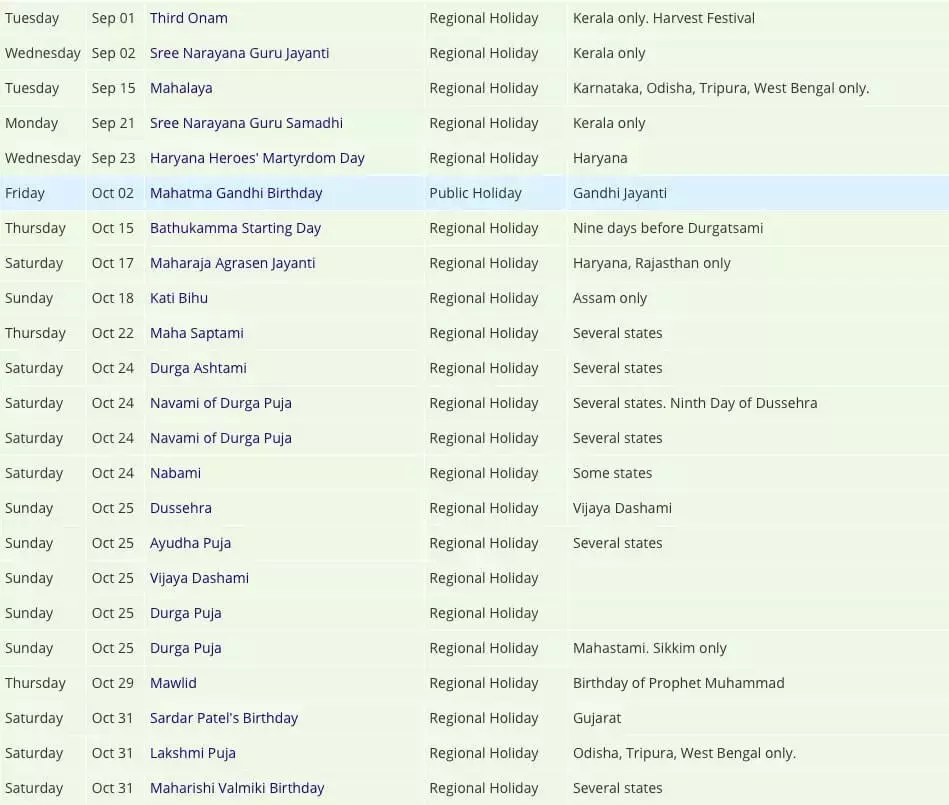 Tuesday Sep 01 Third Onam Regional Holiday Kerala only. Harvest Festival
Wednesday Sep 02 Sree Narayana Guru Jayanti Regional Holiday Kerala only
Tuesday Sep 15 Mahalaya Regional Holiday Karnataka, Odisha, Tripura, West Bengal only.
Monday Sep 21 Sree Narayana Guru Samadhi Regional Holiday Kerala only
Wednesday Sep 23 Haryana Heroes' Martyrdom Day Regional Holiday Haryana
Friday Oct 02 Mahatma Gandhi Birthday Public Holiday Gandhi Jayanti
Thursday Oct 15 Bathukamma Starting Day Regional Holiday Nine days before Durgatsami
Saturday Oct 17 Maharaja Agrasen Jayanti Regional Holiday Haryana, Rajasthan only
Sunday Oct 18 Kati Bihu Regional Holiday Assam only
Thursday Oct 22 Maha Saptami Regional Holiday Several states
Saturday Oct 24 Durga Ashtami Regional Holiday Several states
Saturday Oct 24 Navami of Durga Puja Regional Holiday Several states. Ninth Day of Dussehra
Saturday Oct 24 Navami of Durga Puja Regional Holiday Several states
Saturday Oct 24 Nabami Regional Holiday Some states
Sunday Oct 25 Dussehra Regional Holiday Vijaya Dashami
Sunday Oct 25 Ayudha Puja Regional Holiday Several states
Sunday Oct 25 Vijaya Dashami Regional Holiday
Sunday Oct 25 Durga Puja Regional Holiday
Sunday Oct 25 Durga Puja Regional Holiday Mahastami. Sikkim only
Thursday Oct 29 Mawlid Regional Holiday Birthday of Prophet Muhammad
Saturday Oct 31 Sardar Patel's Birthday Regional Holiday Gujarat
Saturday Oct 31 Lakshmi Puja Regional Holiday Odisha, Tripura, West Bengal only.
Saturday Oct 31 Maharishi Valmiki Birthday Regional Holiday Several states